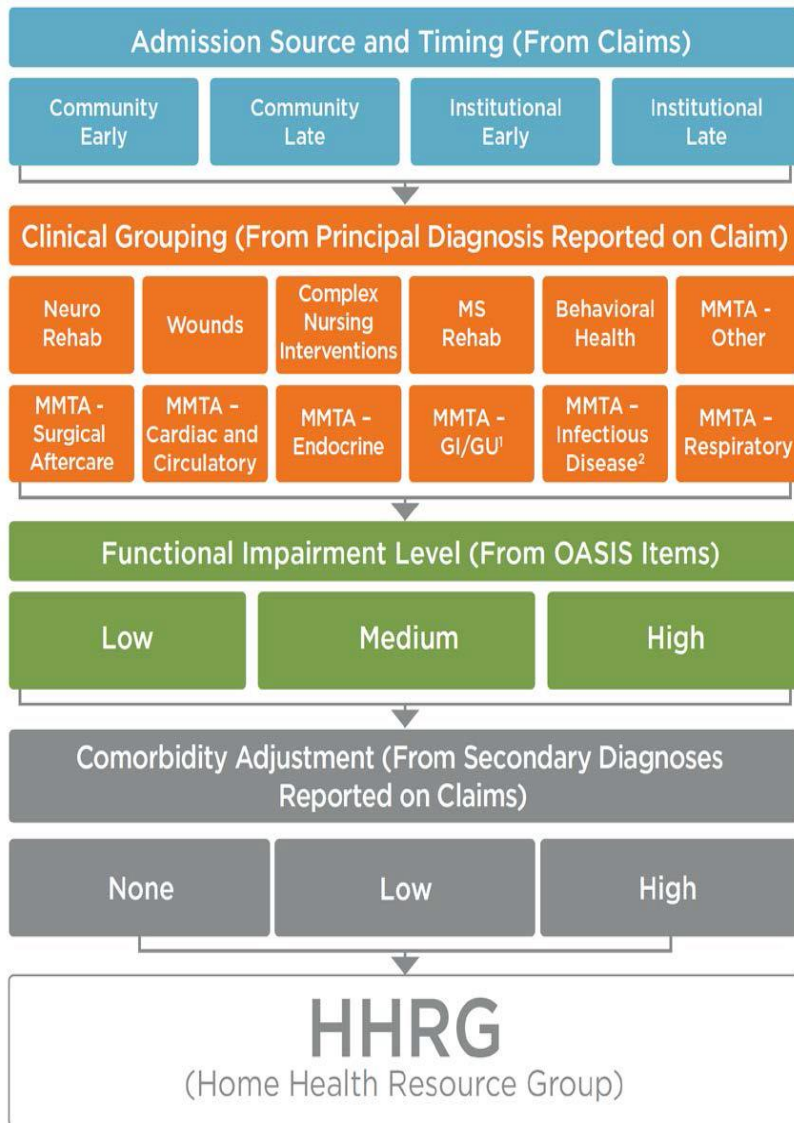 Admission Source and Timing (From Claims)
Community
Early
Community
Late
Institutional
Early
Institutional
Late
Clinical Grouping (From Principal Diagnosis Reported on Claim)
Neuro
Rehab
Wounds
Complex
Nursing
Interventions
MS
Rehab
Behavioral
Health
MMTA -
Other
MMTA -
Surgical
Aftercare
MMTA –
Cardiac and
Circulatory
MMTA –
Endocrine
MMTA –
GI/GU¹
MMTA –
Infectious
Disease²
MMTA –
Respiratory
Functional Impairment Level (From OASIS Items)
Low
Medium
High
Comorbidity Adjustment (From Secondary Diagnoses
Reported on Claims)
None
Low
High
HHRG
(Home Health Resource Group)